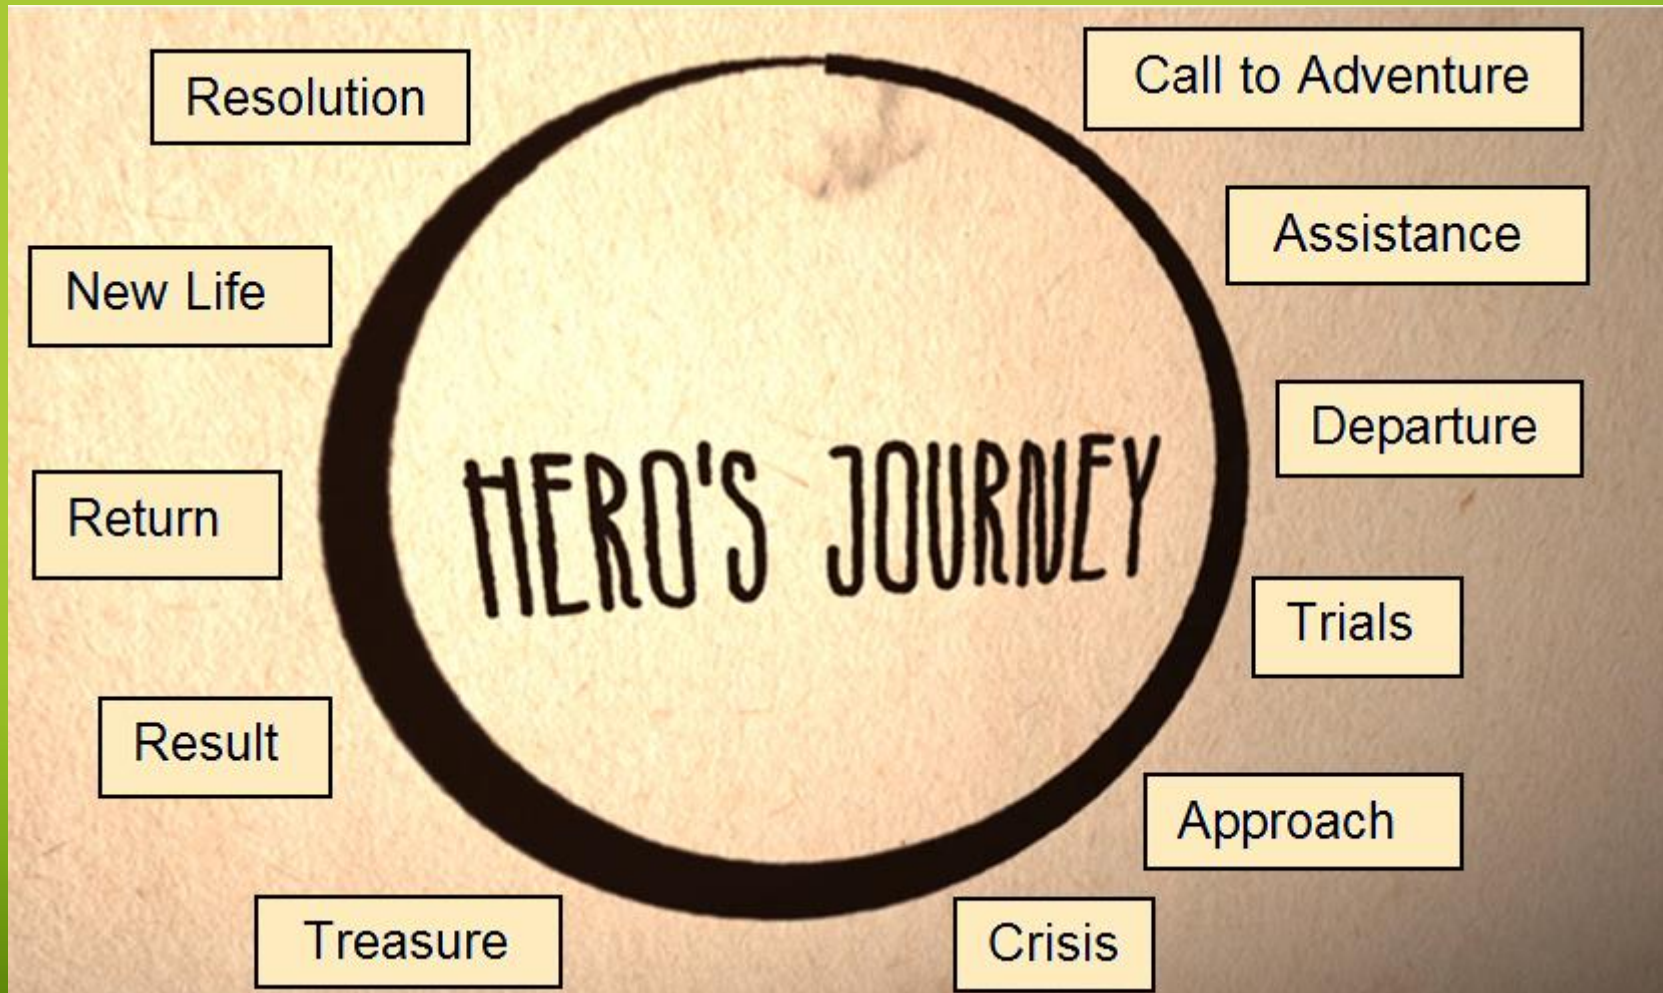 Resolution
Call to Adventure
Assistance
New Life
Departure
HERO'S JOURNEY
Return
Trials
Result
Approach
Treasure
Crisis